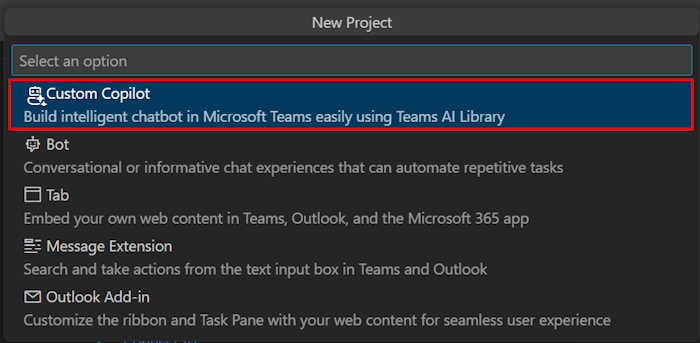 New Project
Select an option
Custom Copilot
Build intelligent chatbot in Microsoft Teams easily using Teams AI Library
Bot
Conversational or informative chat experiences that can automate repetitive tasks
Tab
Embed your own web content in Teams, Outlook, and the Microsoft 365 app
Message Extension
Search and take actions from the text input box in Teams and Outlook
Outlook Add-in
Customize the ribbon and Task Pane with your web content for seamless user experience